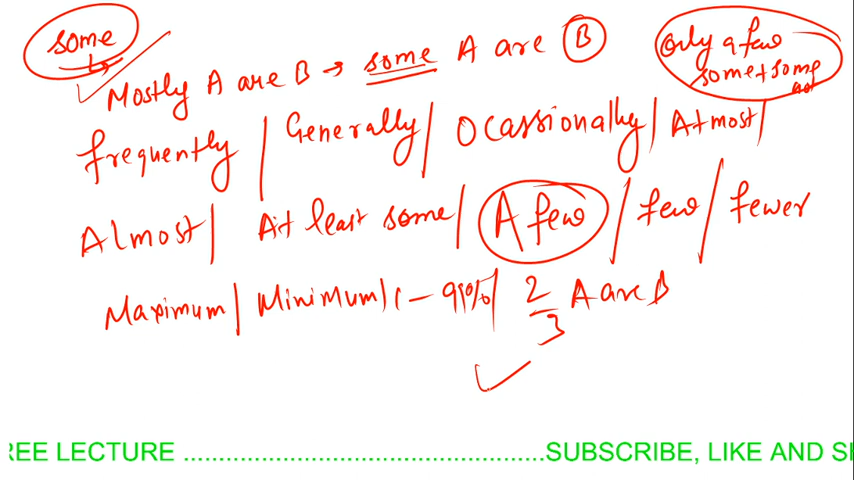 some
Mostly A are B → some A are B
only a few
some + some
not
frequently / Generally / Ocassionally / Atmost /
Almost / At least some / A few / few / fewer
Maximum / Minimum / 1 - 99% / 2/3 A are B
REE LECTURE ...................................................SUBSCRIBE, LIKE AND S